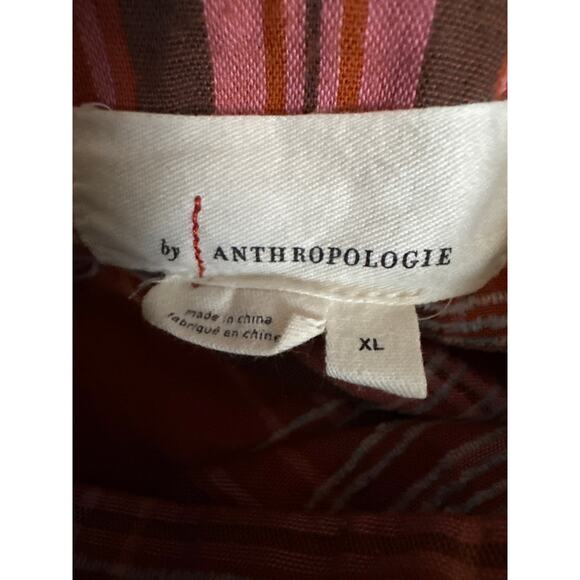 by ANTHROPOLOGIE
made in china
fabriqué en chine
XL